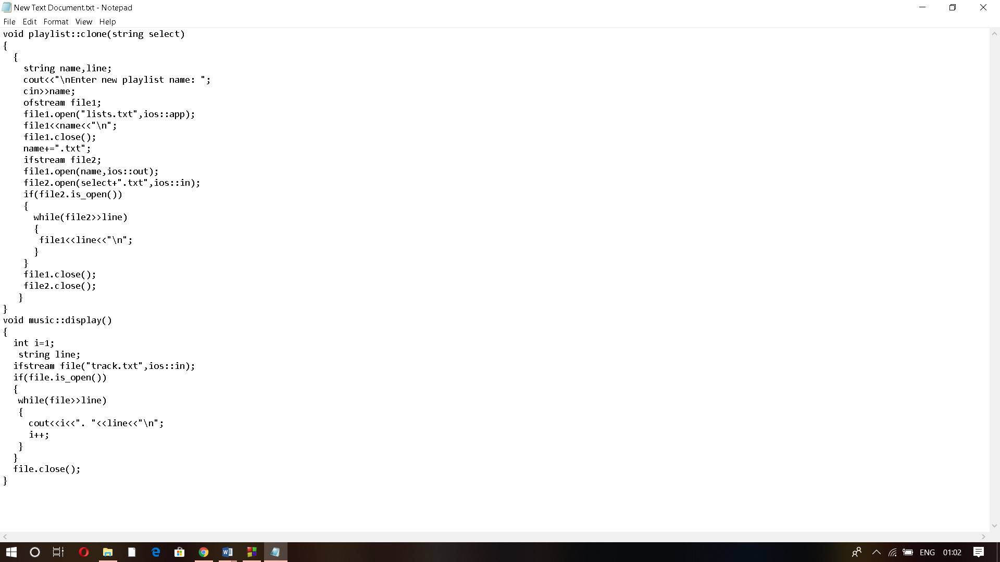 New Text Document.txt - Notepad
File Edit Format View Help
void playlist::clone(string select)
{
  {
    string name,line;
    cout<<"\nEnter new playlist name: ";
    cin>>name;
    ofstream file1;
    file1.open("lists.txt",ios::app);
    file1<<name<<"\n";
    file1.close();
    name+=".txt";
    ifstream file2;
    file1.open(name,ios::out);
    file2.open(select+".txt",ios::in);
    if(file2.is_open())
    {
      while(file2>>line)
      {
       file1<<line<<"\n";
      }
    }
    file1.close();
    file2.close();
   }
}
void music::display()
{
  int i=1;
   string line;
  ifstream file("track.txt",ios::in);
  if(file.is_open())
  {
   while(file>>line)
   {
     cout<<i<<". "<<line<<"\n";
     i++;
   }
  }
  file.close();
}
ENG 01:02